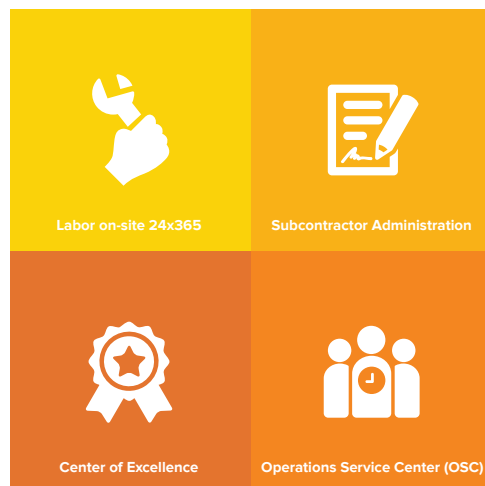 Labor on-site 24x365
Subcontractor Administration
Center of Excellence
Operations Service Center (OSC)